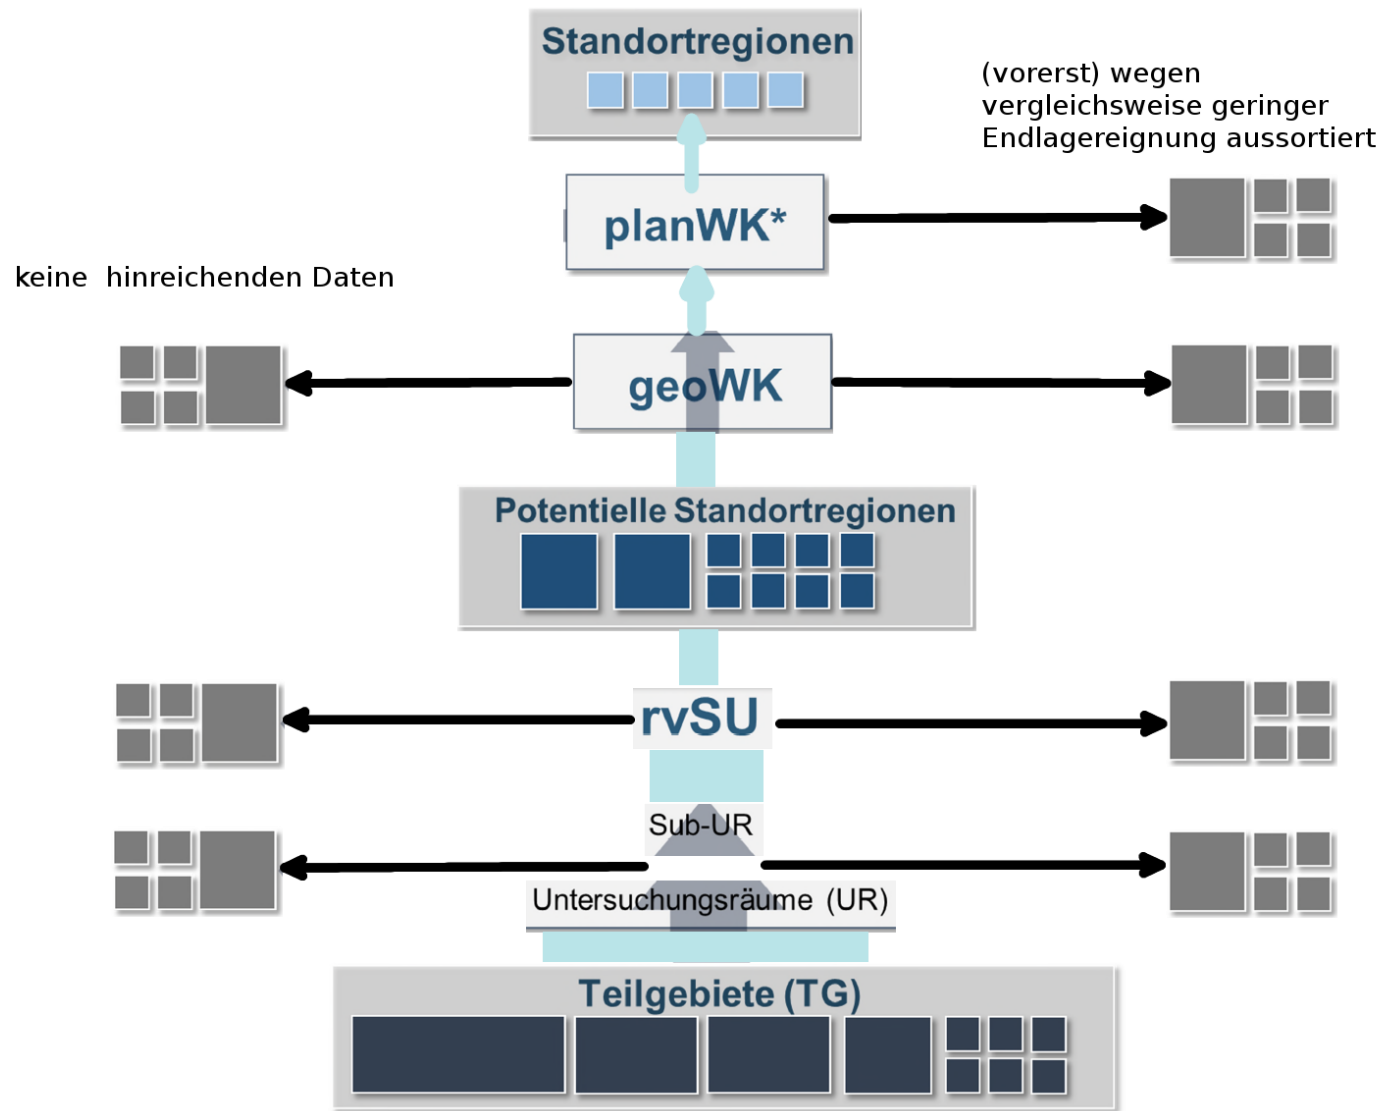 Standortregionen
(vorerst) wegen
vergleichsweise geringer
Endlagereignung aussortiert
planWK*
keine  hinreichenden Daten
geoWK
Potentielle Standortregionen
rvSU
Sub-UR
Untersuchungsräume (UR)
Teilgebiete (TG)